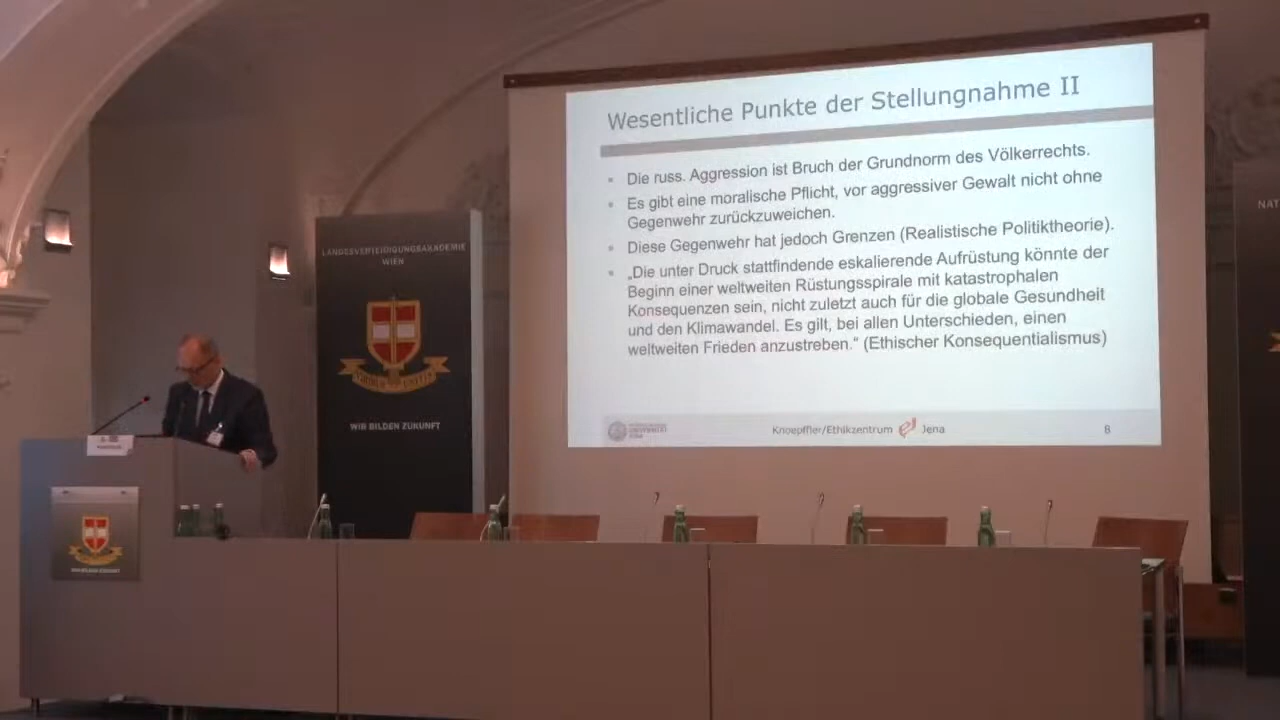 Wesentliche Punkte der Stellungnahme II
Die russ. Aggression ist Bruch der Grundnorm des Völkerrechts.
Es gibt eine moralische Pflicht, vor aggressiver Gewalt nicht ohne
Gegenwehr zurückzuweichen.
Diese Gegenwehr hat jedoch Grenzen (Realistische Politiktheorie).
„Die unter Druck stattfindende eskalierende Aufrüstung könnte der
Beginn einer weltweiten Rüstungsspirale mit katastrophalen
Konsequenzen sein, nicht zuletzt auch für die globale Gesundheit
und den Klimawandel. Es gilt, bei allen Unterschieden, einen
weltweiten Frieden anzustreben.“ (Ethischer Konsequentialismus)
Knoepffler/Ethikzentrum Jena
8
LANDESVERTEIDIGUNGSAKADEMIE
WIEN
WIR BILDEN ZUKUNFT
WIR BILDEN ZUKUNFT
NAT